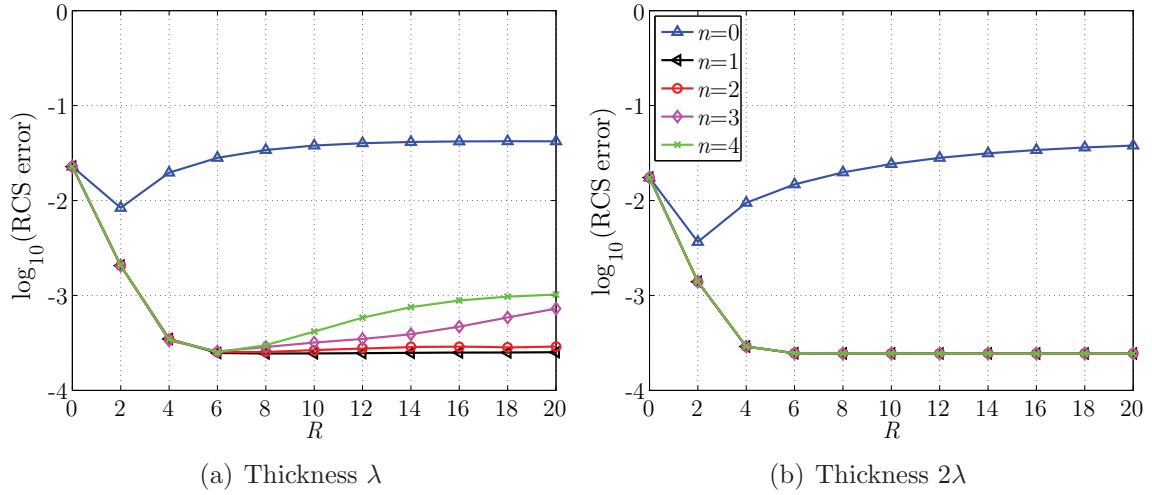 0
-1
-2
-3
-4
log10(RCS error)
0 2 4 6 8 10 12 14 16 18 20
R
(a) Thickness λ
0
-1
-2
-3
-4
log10(RCS error)
n=0
n=1
n=2
n=3
n=4
0 2 4 6 8 10 12 14 16 18 20
R
(b) Thickness 2λ